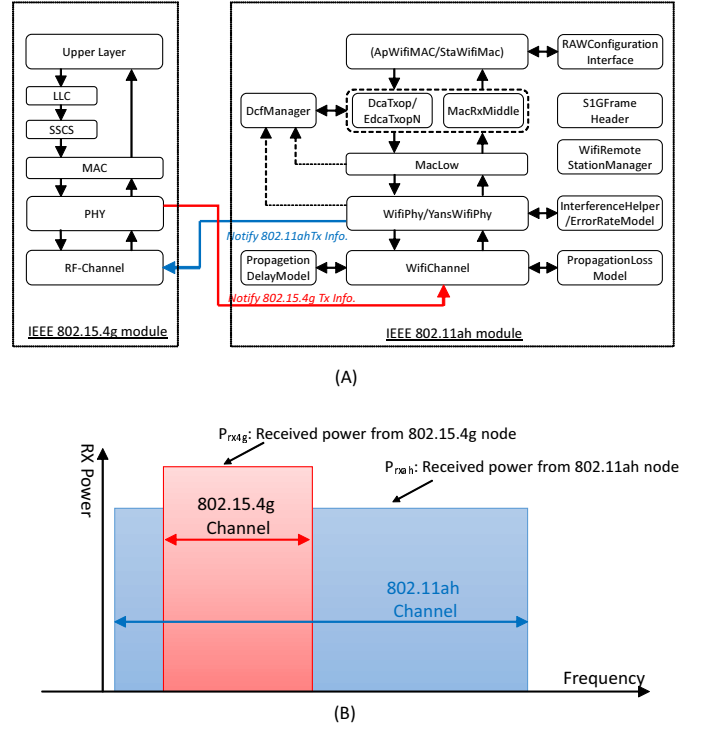 Upper Layer
LLC
SSCS
MAC
PHY
RF-Channel
IEEE 802.15.4g module
(ApWifiMAC/StaWifiMac)
RAWConfiguration
Interface
DcfManager
DcaTxop/
EdcaTxopN
MacRxMiddle
S1GFrame
Header
MacLow
WifiRemote
StationManager
WifiPhy/YansWifiPhy
InterferenceHelper
/ErrorRateModel
Notify 802.11ahTx Info.
Propagetion
DelayModel
WifiChannel
PropagationLoss
Model
Notify 802.15.4g Tx Info.
IEEE 802.11ah module
(A)
Prx4g: Received power from 802.15.4g node
Prxah: Received power from 802.11ah node
RX Power
802.15.4g
Channel
802.11ah
Channel
Frequency
(B)